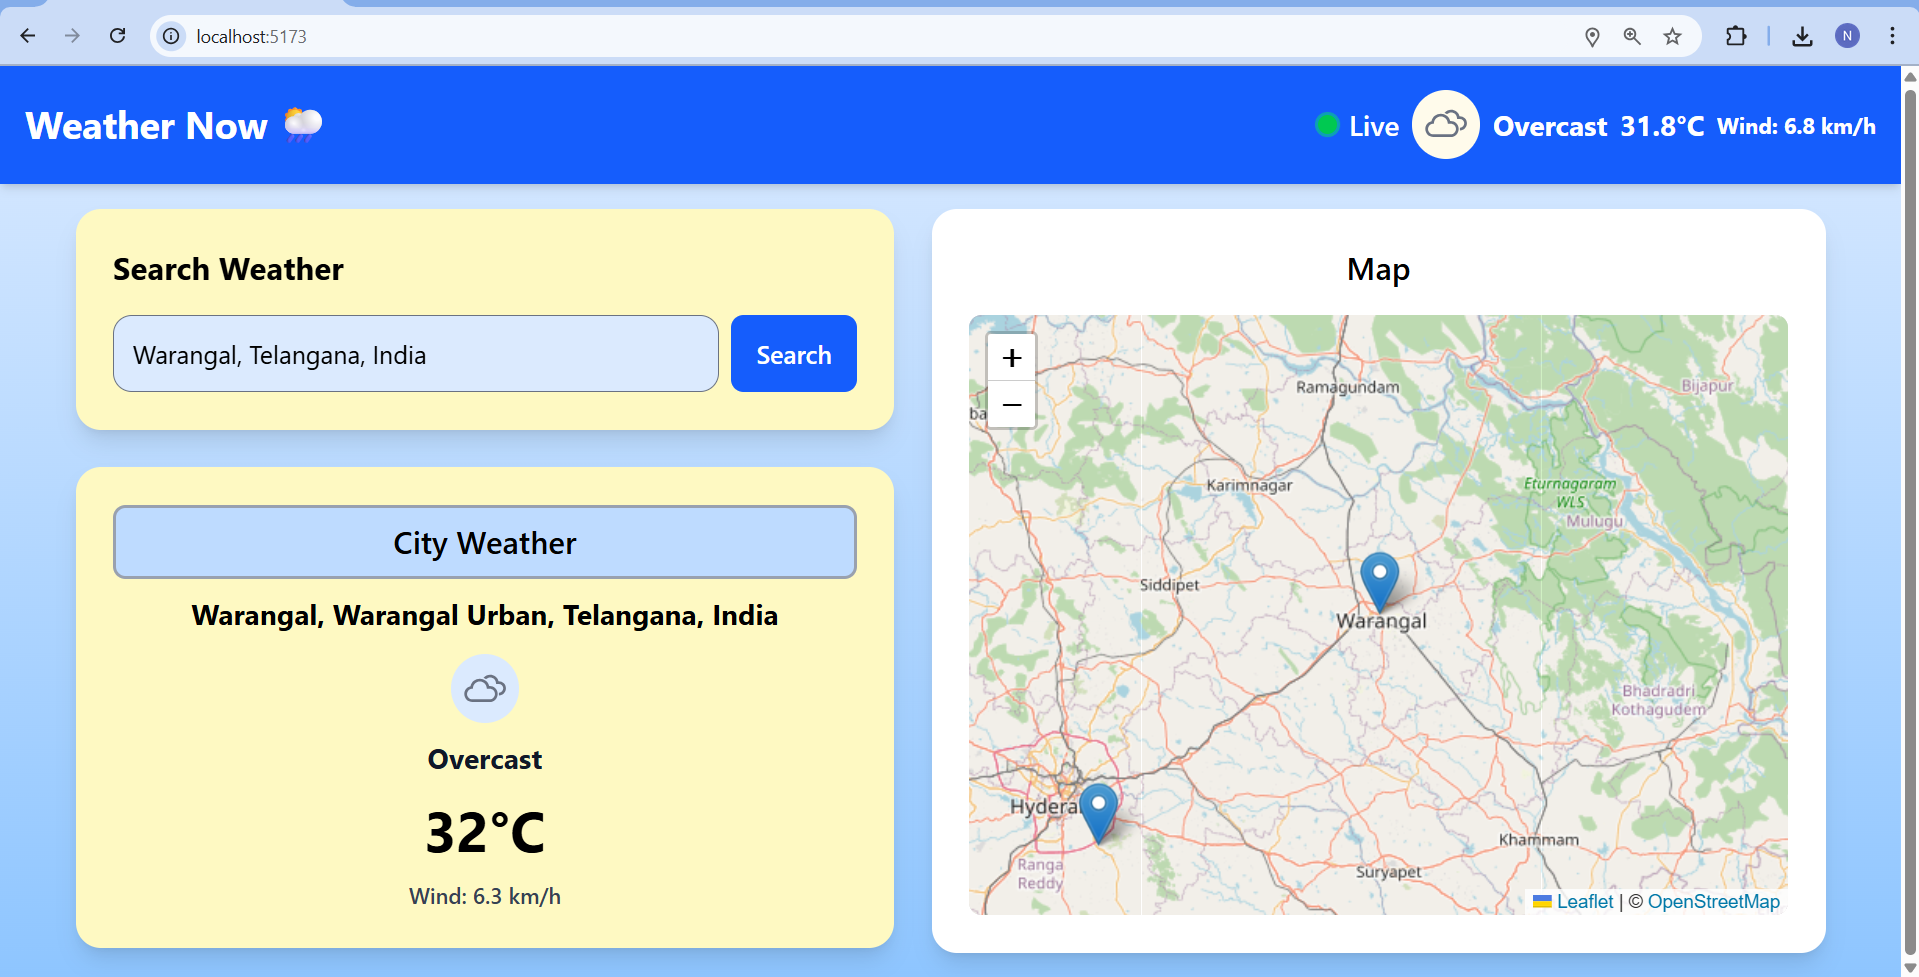 localhost:5173
N
Weather Now
Live
Overcast 31.8°C Wind: 6.8 km/h
Search Weather
Warangal, Telangana, India
Search
City Weather
Warangal, Warangal Urban, Telangana, India
Overcast
32°C
Wind: 6.3 km/h
Map
+
−
Ramagundam
Bijapur
Karimnagar
Eturnagaram
WLS
Mulugu
Siddipet
Warangal
Bhadradri
Kothagudem
Hydera
Khammam
Ranga
Reddy
Suryapet
Leaflet | © OpenStreetMap